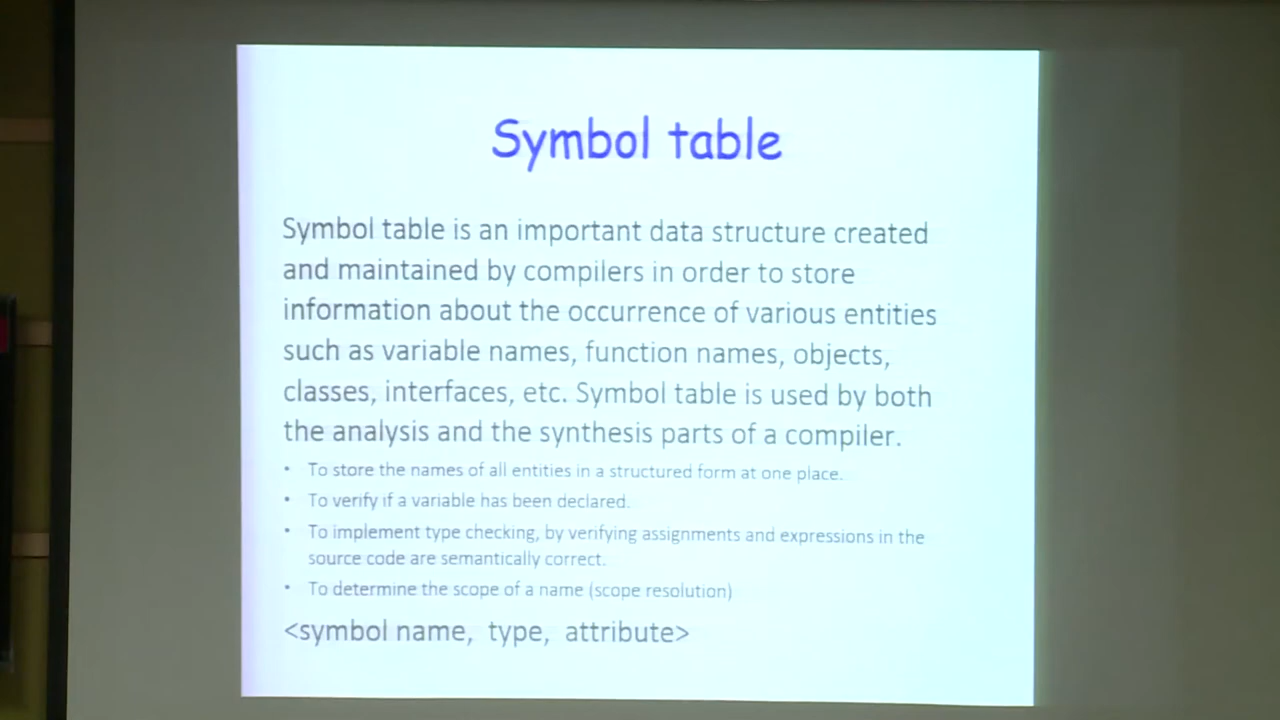 Symbol table
Symbol table is an important data structure created
and maintained by compilers in order to store
information about the occurrence of various entities
such as variable names, function names, objects,
classes, interfaces, etc. Symbol table is used by both
the analysis and the synthesis parts of a compiler.
• To store the names of all entities in a structured form at one place.
• To verify if a variable has been declared.
• To implement type checking, by verifying assignments and expressions in the
source code are semantically correct.
• To determine the scope of a name (scope resolution)
<symbol name, type, attribute>